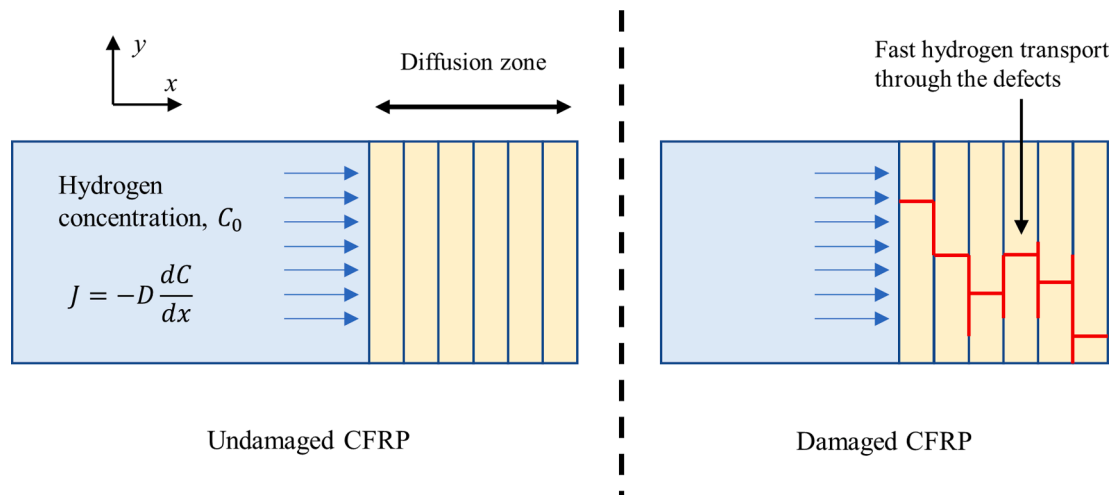 y
x
Diffusion zone
Hydrogen
concentration, C₀
J = −D dC/dx
Undamaged CFRP
Fast hydrogen transport
through the defects
Damaged CFRP